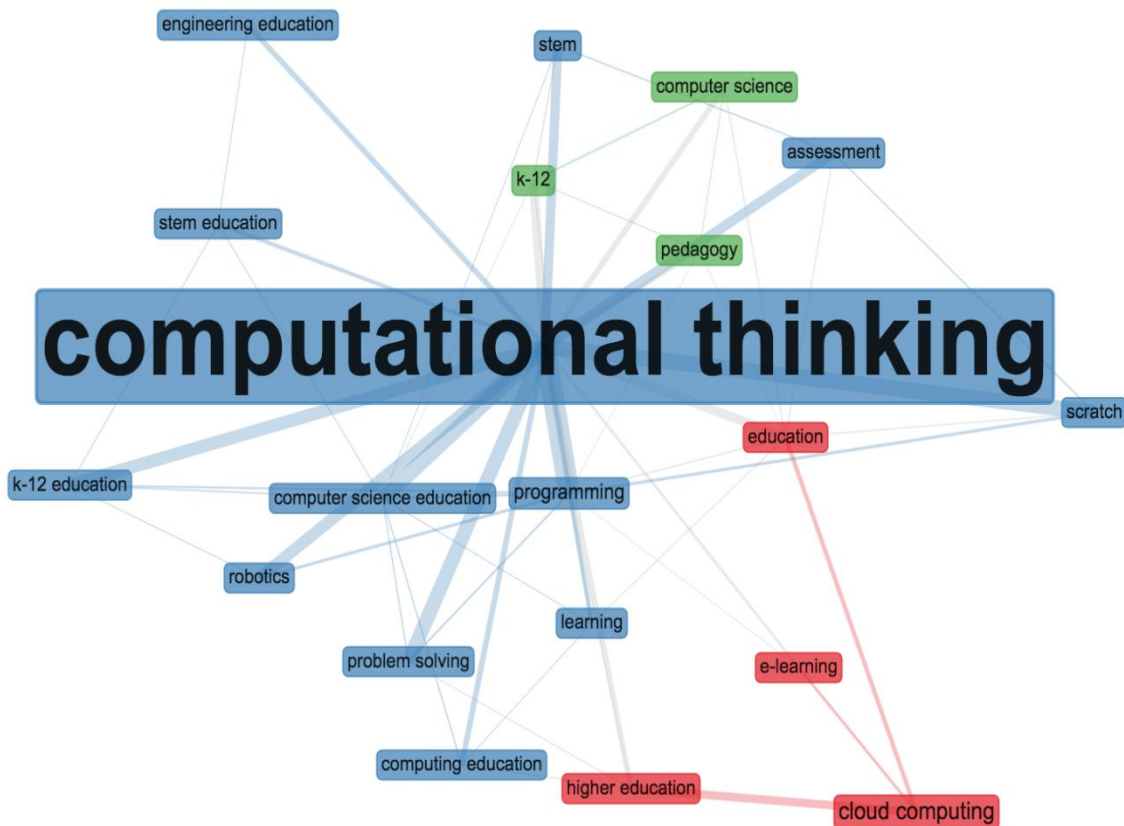 engineering education
stem
computer science
assessment
k-12
stem education
pedagogy
computational thinking
scratch
education
k-12 education
computer science education
programming
robotics
learning
problem solving
e-learning
computing education
higher education
cloud computing